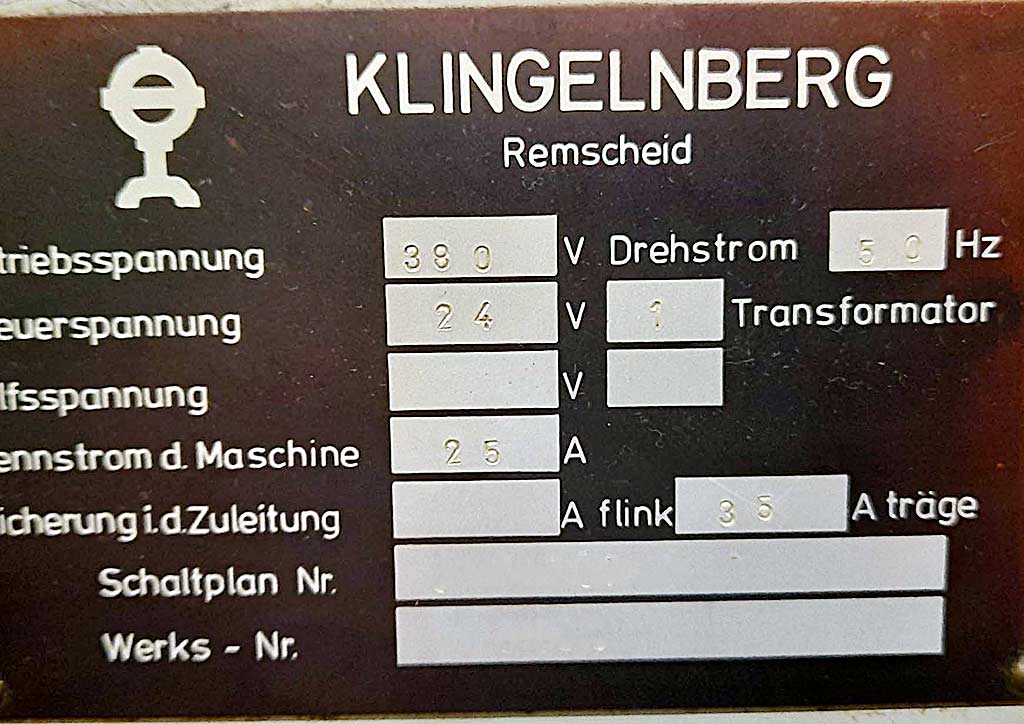 KLINGELNBERG
Remscheid
triebsspannung 380 V Drehstrom 50 Hz
euerspannung 24 V 1 Transformator
lfsspannung V
ennstrom d. Maschine 25 A
icherung i.d. Zuleitung A flink 35 A träge
Schaltplan Nr.
Werks - Nr.